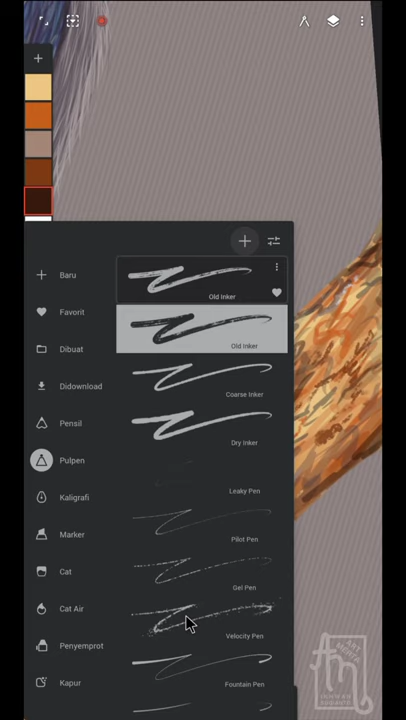 Baru
Favorit
Dibuat
Didownload
Pensil
Pulpen
Kaligrafi
Marker
Cat
Cat Air
Penyemprot
Kapur
Old Inker
Old Inker
Coarse Inker
Dry Inker
Leaky Pen
Pilot Pen
Gel Pen
Velocity Pen
Fountain Pen